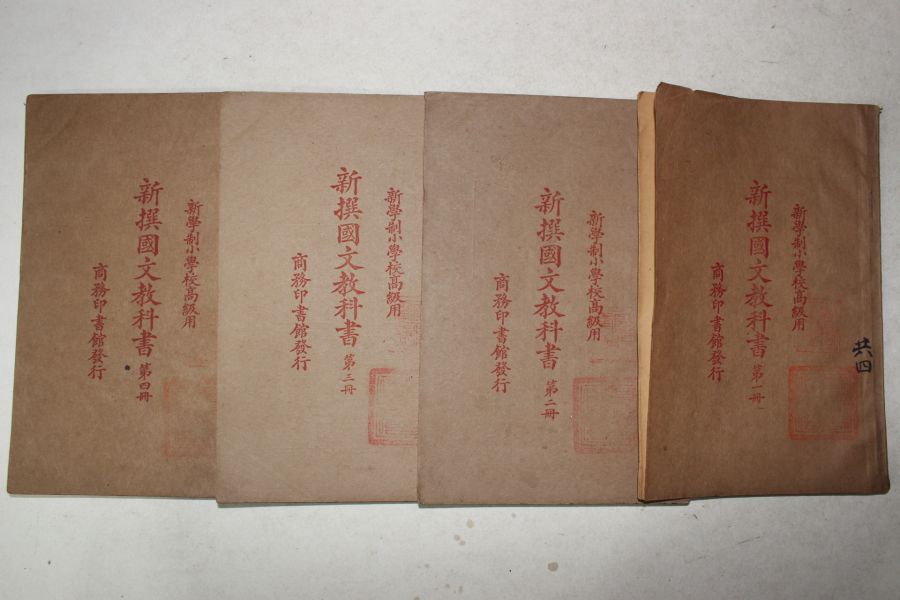 新學制小學校高級用
新撰國文教科書 第一冊
商務印書館發行
共四
新學制小學校高級用
新撰國文教科書 第二冊
商務印書館發行
新學制小學校高級用
新撰國文教科書 第三冊
商務印書館發行
新學制小學校高級用
新撰國文教科書 第四冊
商務印書館發行